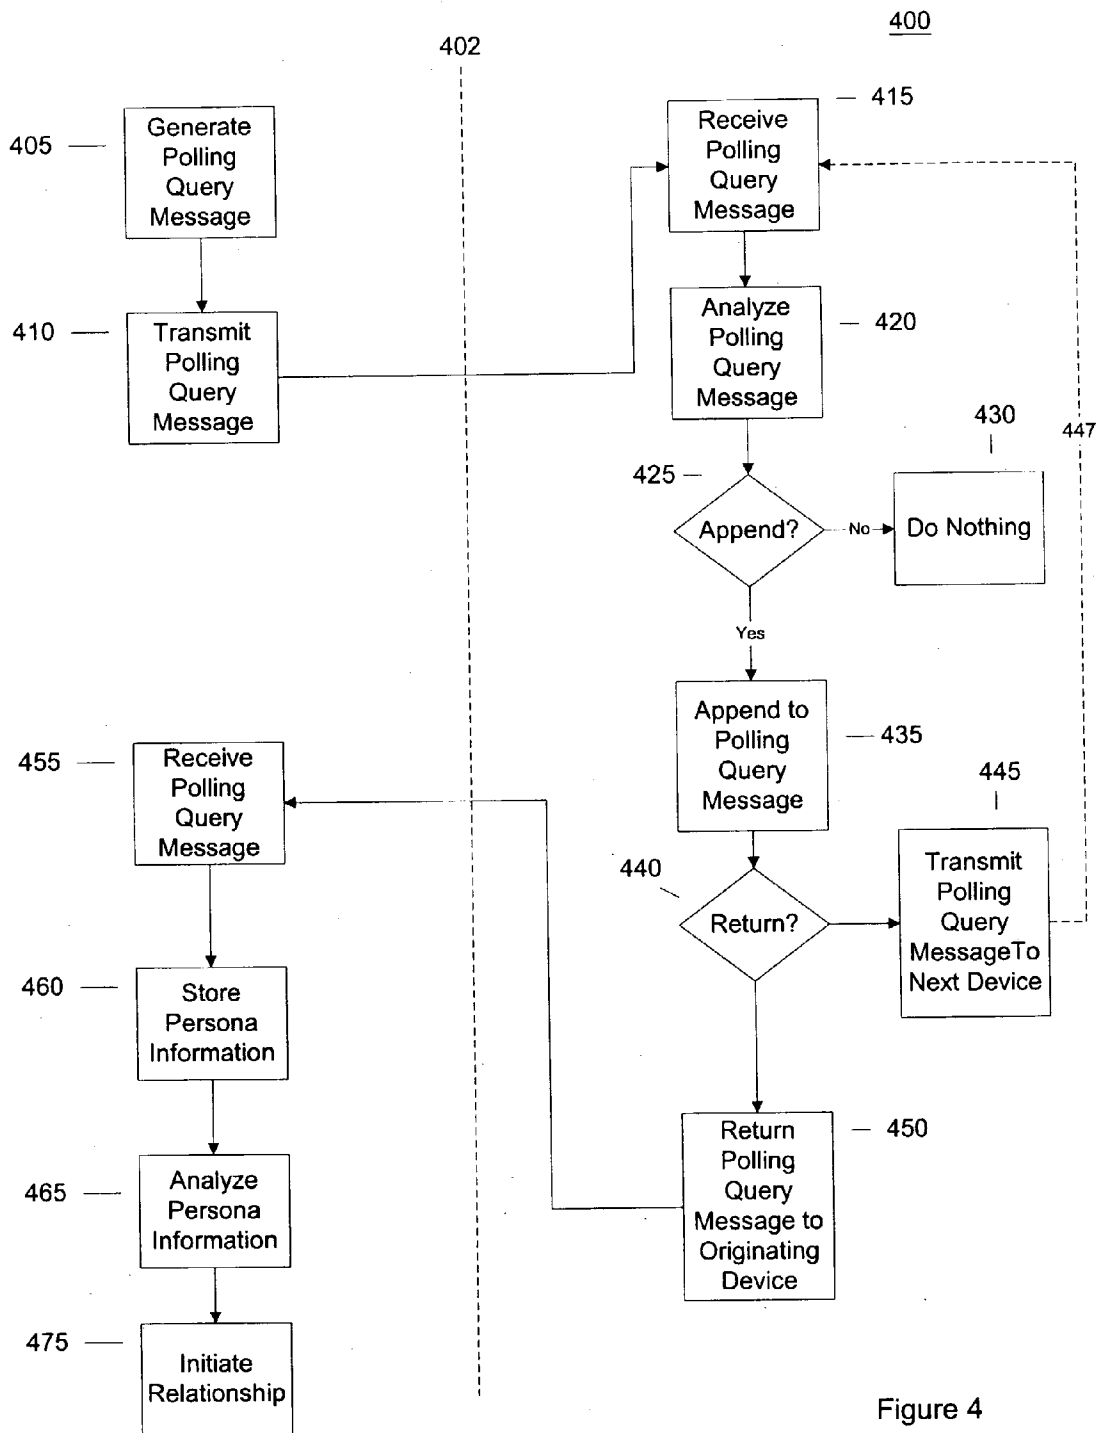 400
402
405
Generate
Polling
Query
Message
410
Transmit
Polling
Query
Message
415
Receive
Polling
Query
Message
420
Analyze
Polling
Query
Message
425
Append?
No
430
Do Nothing
447
Yes
435
Append to
Polling
Query
Message
440
Return?
445
Transmit
Polling
Query
MessageTo
Next Device
450
Return
Polling
Query
Message to
Originating
Device
455
Receive
Polling
Query
Message
460
Store
Persona
Information
465
Analyze
Persona
Information
475
Initiate
Relationship
Figure 4